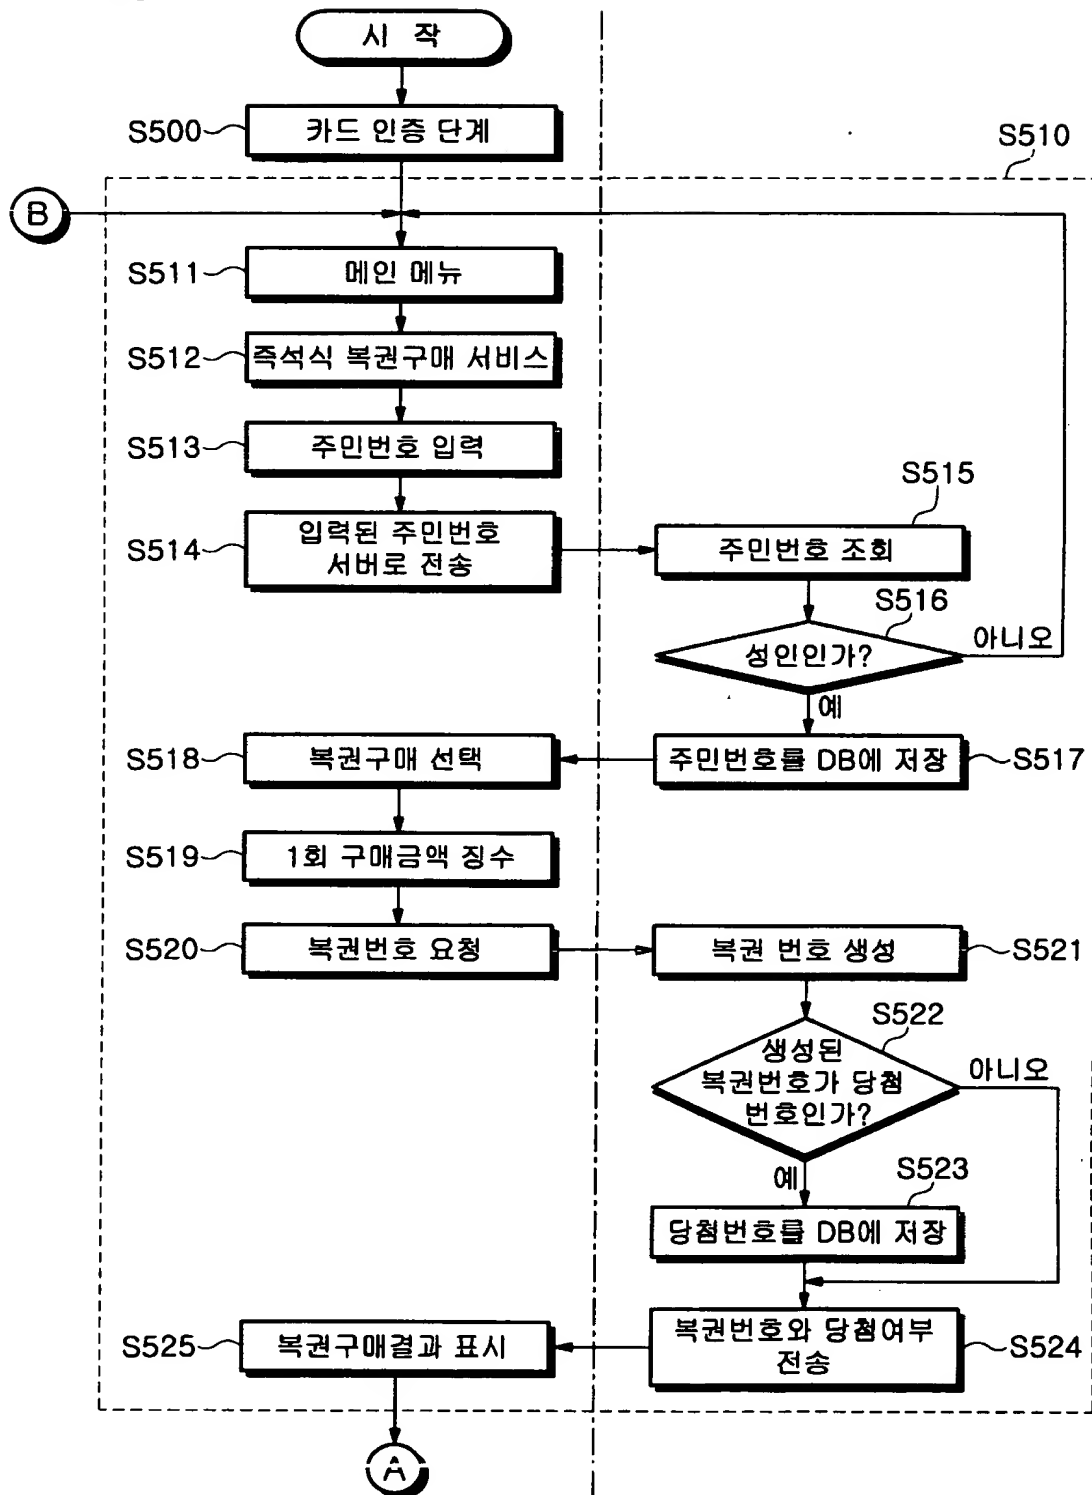 시 작
S500
카드 인증 단계
S510
B
S511
메인 메뉴
S512
즉석식 복권구매 서비스
S513
주민번호 입력
S514
입력된 주민번호
서버로 전송
S515
주민번호 조회
S516
성인인가?
아니오
예
S518
복권구매 선택
주민번호를 DB에 저장
S517
S519
1회 구매금액 징수
S520
복권번호 요청
복권 번호 생성
S521
S522
생성된
복권번호가 당첨
번호인가?
아니오
예
S523
당첨번호를 DB에 저장
S525
복권구매결과 표시
복권번호와 당첨여부
전송
S524
A